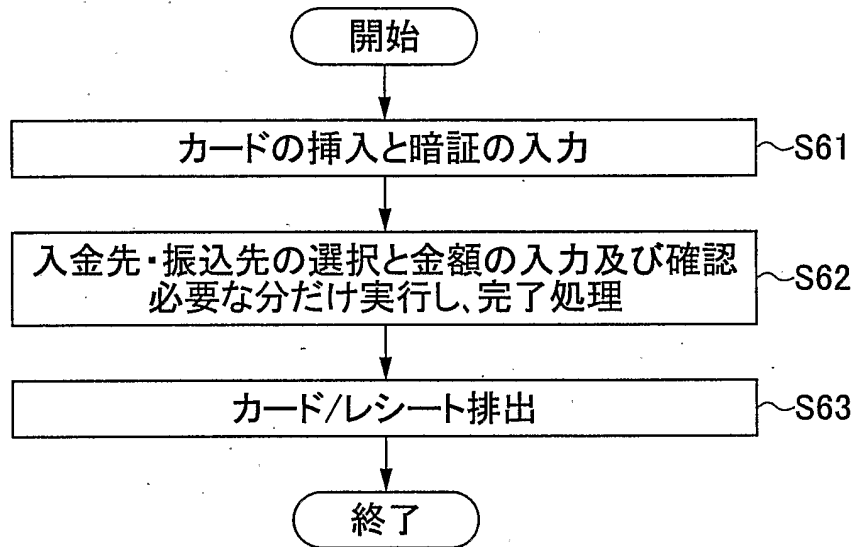 開始
カードの挿入と暗証の入力
S61
入金先・振込先の選択と金額の入力及び確認
必要な分だけ実行し、完了処理
S62
カード/レシート排出
S63
終了